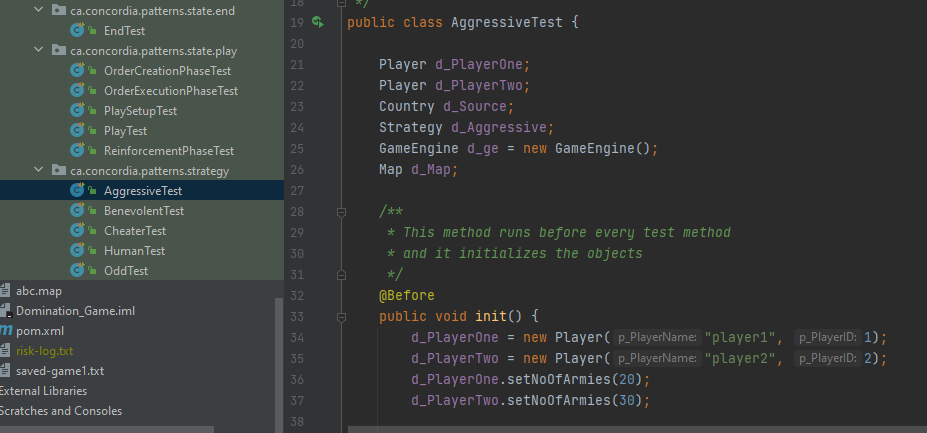 ca.concordia.patterns.state.end
EndTest
ca.concordia.patterns.state.play
OrderCreationPhaseTest
OrderExecutionPhaseTest
PlaySetupTest
PlayTest
ReinforcementPhaseTest
ca.concordia.patterns.strategy
AggressiveTest
BenevolentTest
CheaterTest
HumanTest
OddTest
abc.map
Domination_Game.iml
pom.xml
risk-log.txt
saved-game1.txt
External Libraries
Scratches and Consoles
18 */
19 public class AggressiveTest {
20
21 Player d_PlayerOne;
22 Player d_PlayerTwo;
23 Country d_Source;
24 Strategy d_Aggressive;
25 GameEngine d_ge = new GameEngine();
26 Map d_Map;
27
28 /**
29 * This method runs before every test method
30 * and it initializes the objects
31 */
32 @Before
33 public void init() {
34 d_PlayerOne = new Player( p_PlayerName: "player1", p_PlayerID: 1);
35 d_PlayerTwo = new Player( p_PlayerName: "player2", p_PlayerID: 2);
36 d_PlayerOne.setNoOfArmies(20);
37 d_PlayerTwo.setNoOfArmies(30);
38